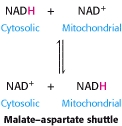 NADH + NAD⁺
Cytosolic Mitochondrial
NAD⁺ + NADH
Cytosolic Mitochondrial
Malate–aspartate shuttle